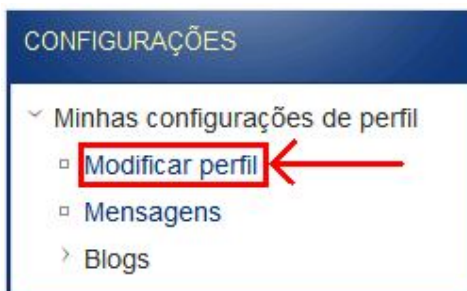 CONFIGURAÇÕES
Minhas configurações de perfil
Modificar perfil
Mensagens
Blogs